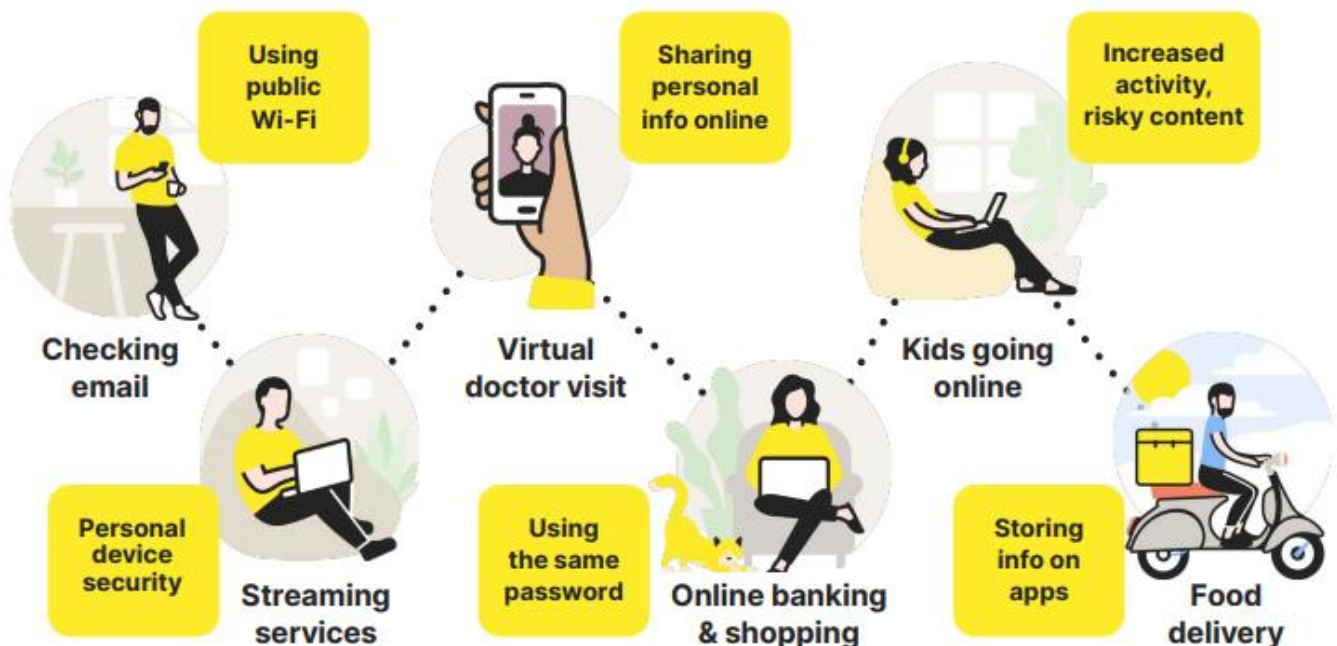 Using
public
Wi-Fi
Checking
email
Personal
device
security
Streaming
services
Sharing
personal
info online
Virtual
doctor visit
Using
the same
password
Online banking
& shopping
Increased
activity,
risky content
Kids going
online
Storing
info on
apps
Food
delivery